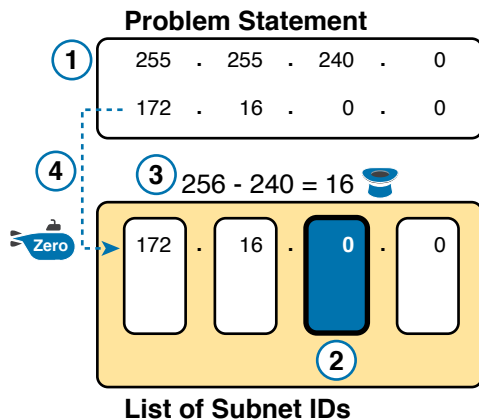 Problem Statement
1
255 . 255 . 240 . 0
172 . 16 . 0 . 0
4
3
256 - 240 = 16
Zero
172 . 16 . 0 . 0
2
List of Subnet IDs